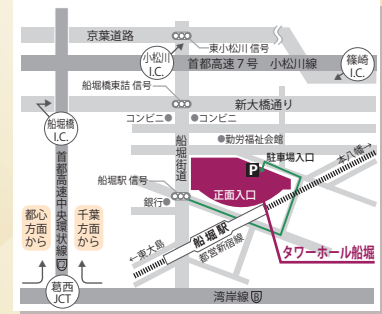 京葉道路
東小松川 信号
小松川
I.C.
首都高速7号 小松川線
篠崎
I.C.
船堀橋東詰 信号
新大橋通り
コンビニ
コンビニ
船堀橋
I.C.
勤労福祉会館
船堀街道
P
駐車場入口
本八幡→
首都高速中央環状線
船堀駅 信号
正面入口
銀行
都心
方面
から
千葉
方面
から
船堀駅
都営新宿線
←東大島
タワーホール船堀
葛西
JCT
湾岸線 B